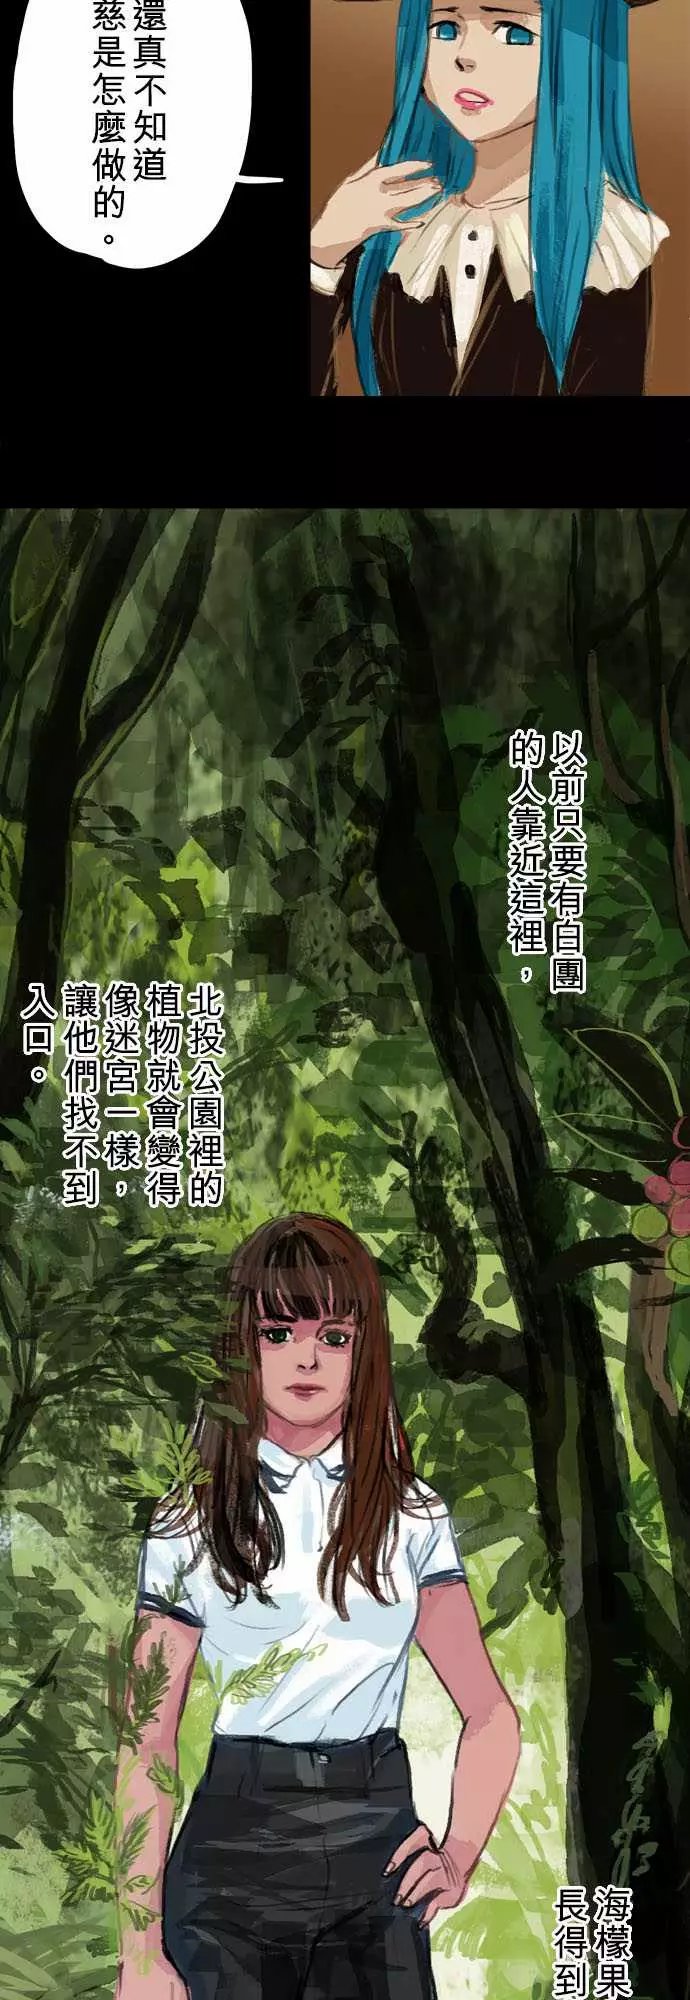 還真不知道
慈是怎麼做的。
以前只要有白團
的人靠近這裡，
北投公園裡的
植物就會變得
像迷宮一樣，
讓他們找不到
入口。
海檬果
長得到